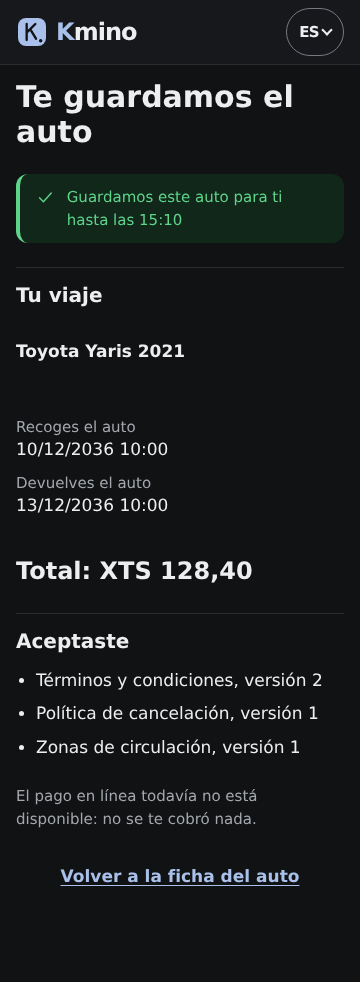 K. Kmino
ES
Te guardamos el
auto
Guardamos este auto para ti
hasta las 15:10
Tu viaje
Toyota Yaris 2021
Recoges el auto
10/12/2036 10:00
Devuelves el auto
13/12/2036 10:00
Total: XTS 128,40
Aceptaste
• Términos y condiciones, versión 2
• Política de cancelación, versión 1
• Zonas de circulación, versión 1
El pago en línea todavía no está
disponible: no se te cobró nada.
Volver a la ficha del auto